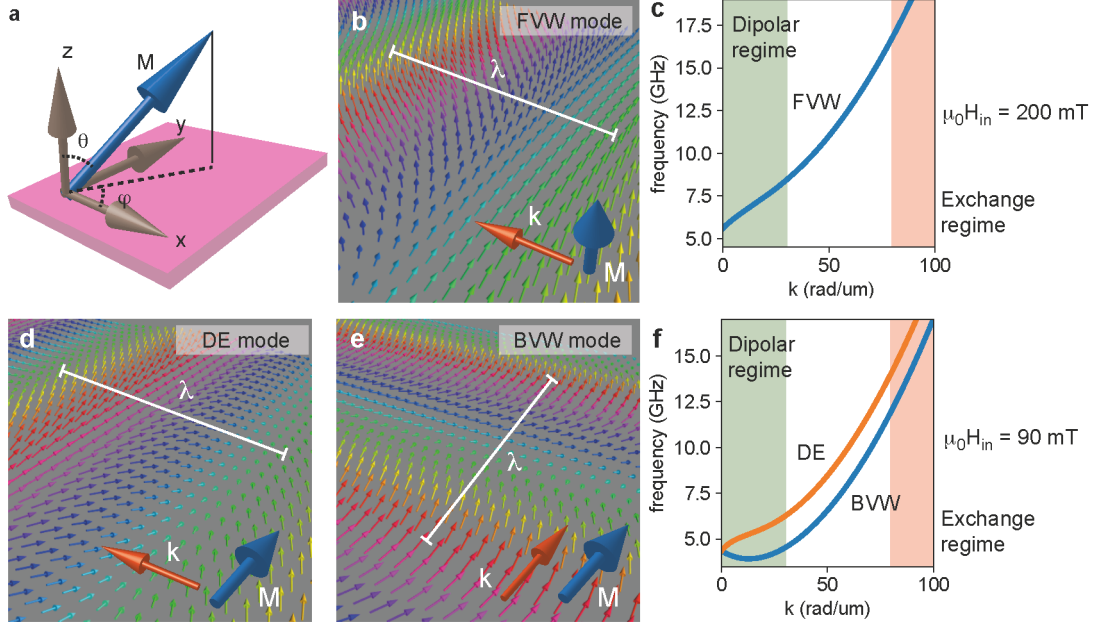 a
z
M
θ
y
φ
x
b
FVW mode
λ
k
M
c
Dipolar
regime
FVW
frequency (GHz)
17.5
15.0
12.5
10.0
7.5
5.0
0
50
100
k (rad/um)
μ₀Hᵢₙ = 200 mT
Exchange
regime
d
DE mode
λ
k
M
e
BVW mode
λ
k
M
f
Dipolar
regime
DE
BVW
frequency (GHz)
15.0
12.5
10.0
7.5
5.0
0
50
100
k (rad/um)
μ₀Hᵢₙ = 90 mT
Exchange
regime